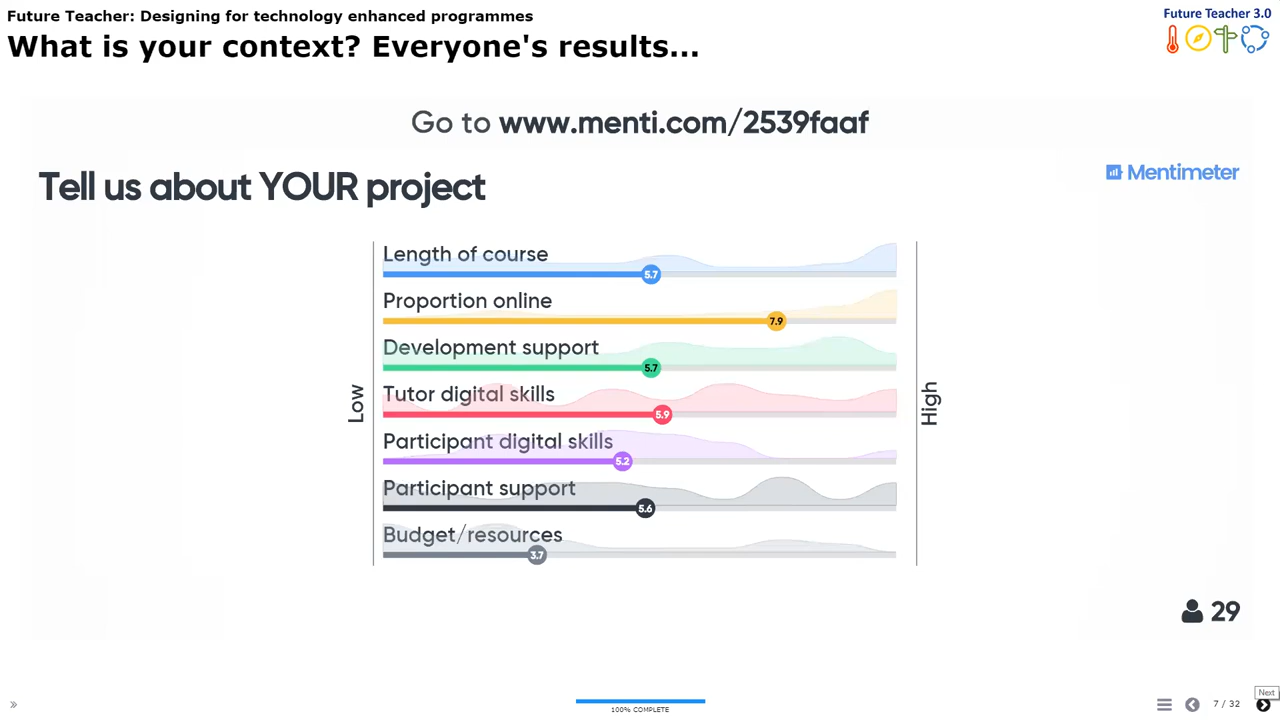 Future Teacher: Designing for technology enhanced programmes
Future Teacher 3.0
What is your context? Everyone's results...
Go to www.menti.com/2539faaf
Tell us about YOUR project
Mentimeter
Length of course
5.7
Proportion online
7.9
Development support
5.7
Tutor digital skills
5.9
Low
High
Participant digital skills
5.2
Participant support
5.6
Budget/resources
3.7
29
Next
100% COMPLETE
7 / 32